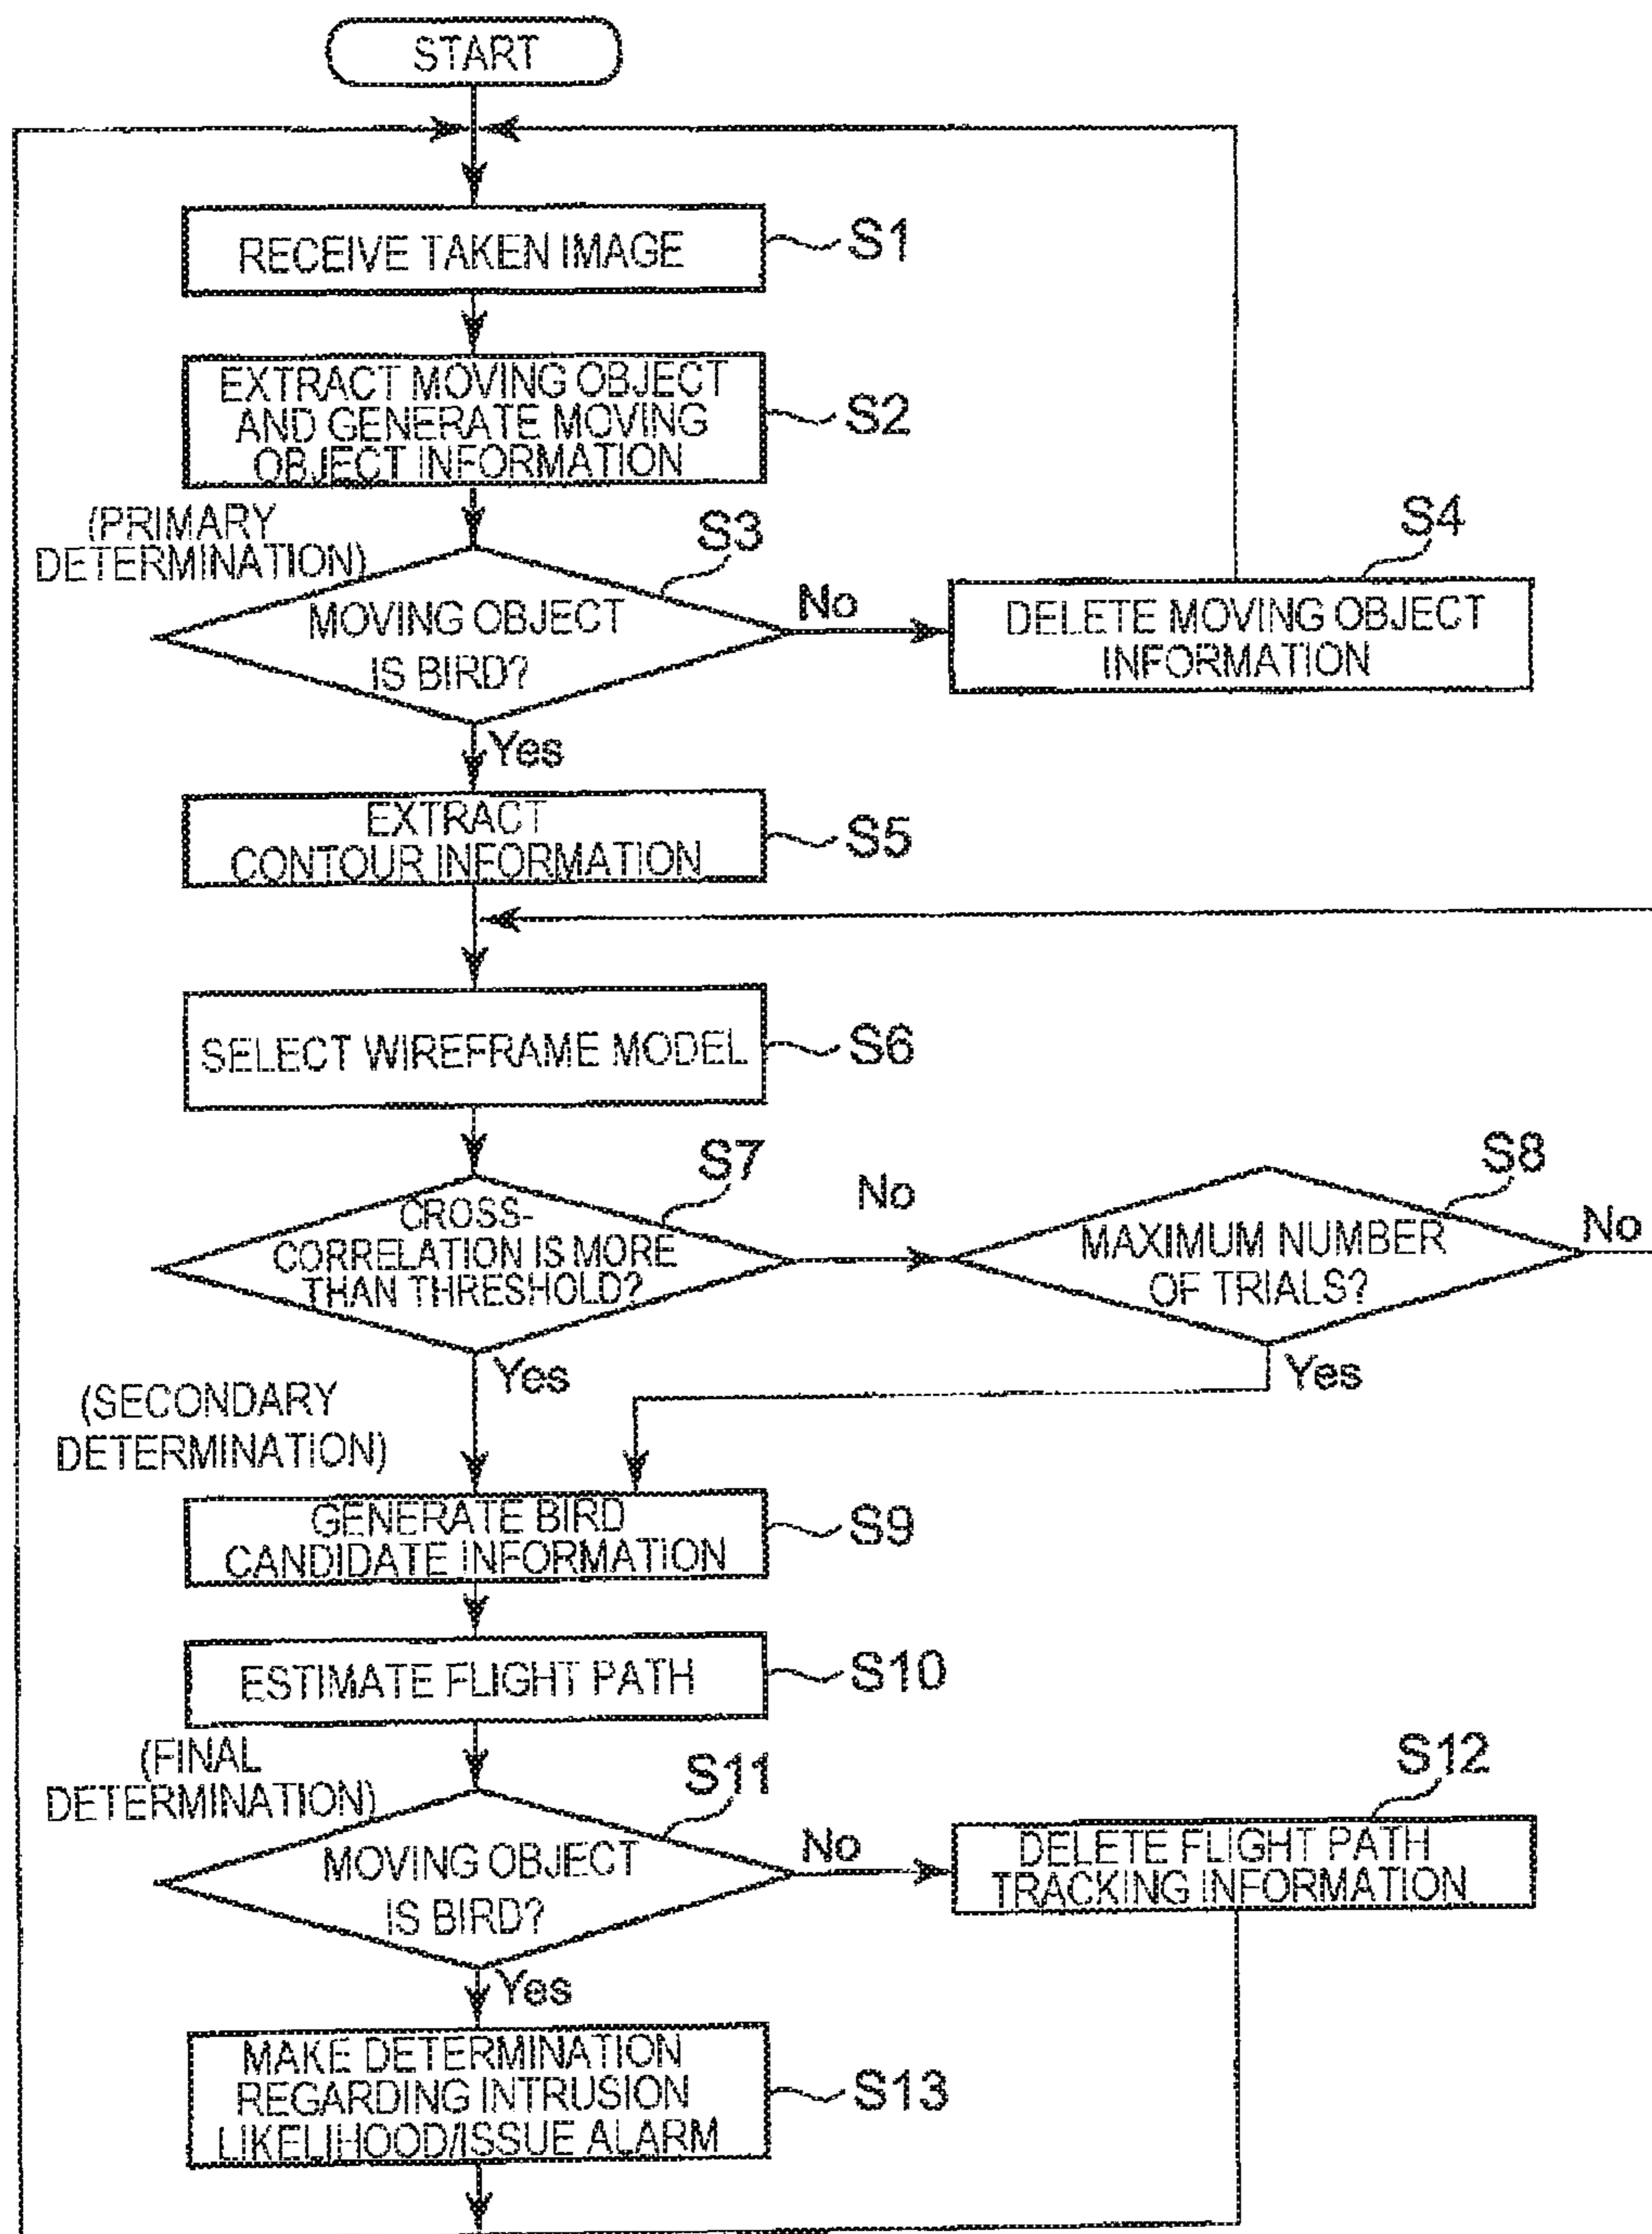 START
RECEIVE TAKEN IMAGE
S1
EXTRACT MOVING OBJECT
AND GENERATE MOVING
OBJECT INFORMATION
S2
(PRIMARY
DETERMINATION)
S3
MOVING OBJECT
IS BIRD?
No
S4
DELETE MOVING OBJECT
INFORMATION
Yes
EXTRACT
CONTOUR INFORMATION
S5
SELECT WIREFRAME MODEL
S6
S7
CROSS-
CORRELATION IS MORE
THAN THRESHOLD?
No
S8
MAXIMUM NUMBER
OF TRIALS?
No
Yes
Yes
(SECONDARY
DETERMINATION)
GENERATE BIRD
CANDIDATE INFORMATION
S9
ESTIMATE FLIGHT PATH
S10
(FINAL
DETERMINATION)
S11
MOVING OBJECT
IS BIRD?
No
S12
DELETE FLIGHT PATH
TRACKING INFORMATION
Yes
MAKE DETERMINATION
REGARDING INTRUSION
LIKELIHOOD/ISSUE ALARM
S13